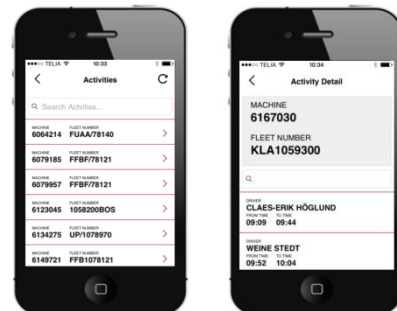 TELIA 10:33
Activities
Search Activities...
MACHINE FLEET NUMBER
6064214 FUAA/78140
MACHINE FLEET NUMBER
6079185 FFBF/78121
MACHINE FLEET NUMBER
6079957 FFBF/78121
MACHINE FLEET NUMBER
6123045 1058200BOS
MACHINE FLEET NUMBER
6134275 UP/1078970
MACHINE FLEET NUMBER
6149721 FFB1078121
TELIA 10:34
Activity Detail
MACHINE
6167030
FLEET NUMBER
KLA1059300
DRIVER
CLAES-ERIK HÖGLUND
FROM TIME TO TIME
09:09 09:44
DRIVER
WEINE STEDT
FROM TIME TO TIME
09:52 10:04